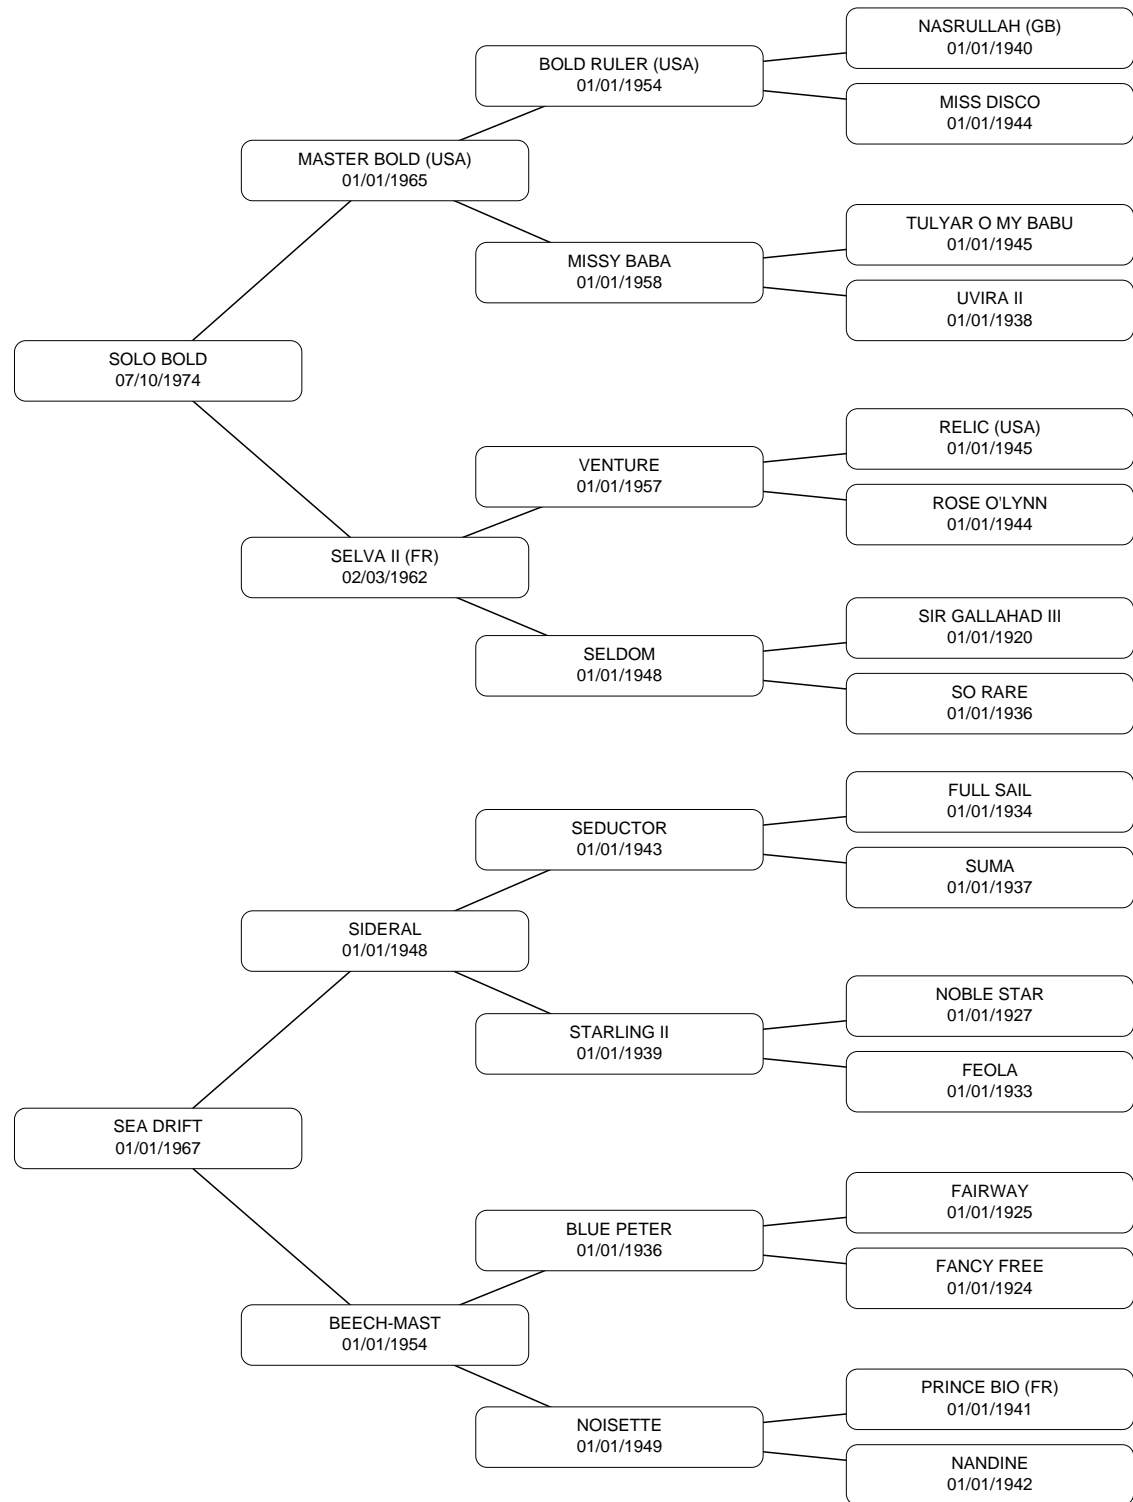 NASRULLAH (GB)
01/01/1940
BOLD RULER (USA)
01/01/1954
MISS DISCO
01/01/1944
MASTER BOLD (USA)
01/01/1965
TULYAR O MY BABU
01/01/1945
MISSY BABA
01/01/1958
UVIRA II
01/01/1938
SOLO BOLD
07/10/1974
RELIC (USA)
01/01/1945
VENTURE
01/01/1957
ROSE O'LYNN
01/01/1944
SELVA II (FR)
02/03/1962
SIR GALLAHAD III
01/01/1920
SELDOM
01/01/1948
SO RARE
01/01/1936
FULL SAIL
01/01/1934
SEDUCTOR
01/01/1943
SUMA
01/01/1937
SIDERAL
01/01/1948
NOBLE STAR
01/01/1927
STARLING II
01/01/1939
FEOLA
01/01/1933
SEA DRIFT
01/01/1967
FAIRWAY
01/01/1925
BLUE PETER
01/01/1936
FANCY FREE
01/01/1924
BEECH-MAST
01/01/1954
PRINCE BIO (FR)
01/01/1941
NOISETTE
01/01/1949
NANDINE
01/01/1942